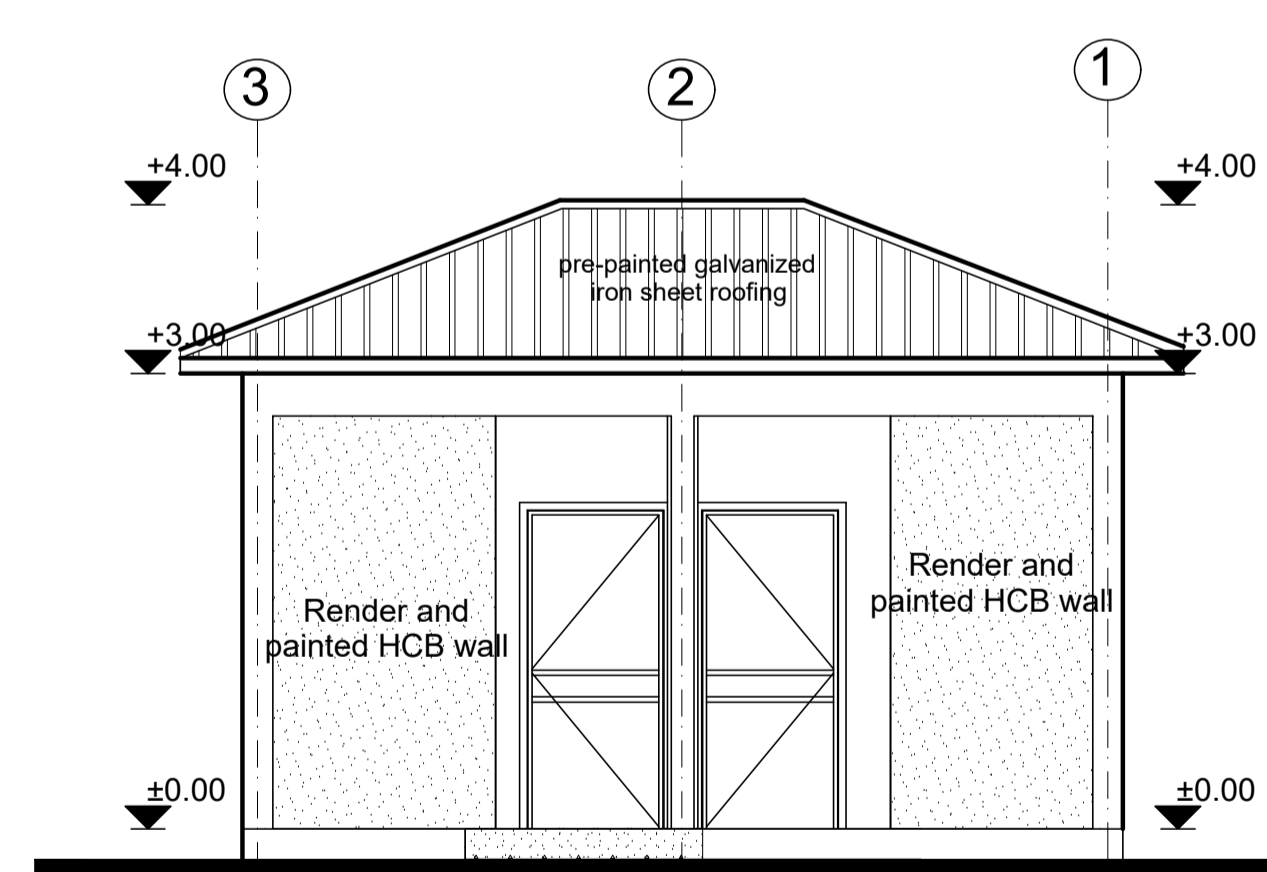 3
2
1
+4.00
+4.00
pre-painted galvanized
iron sheet roofing
+3.00
+3.00
Render and
painted HCB wall
Render and
painted HCB wall
±0.00
±0.00